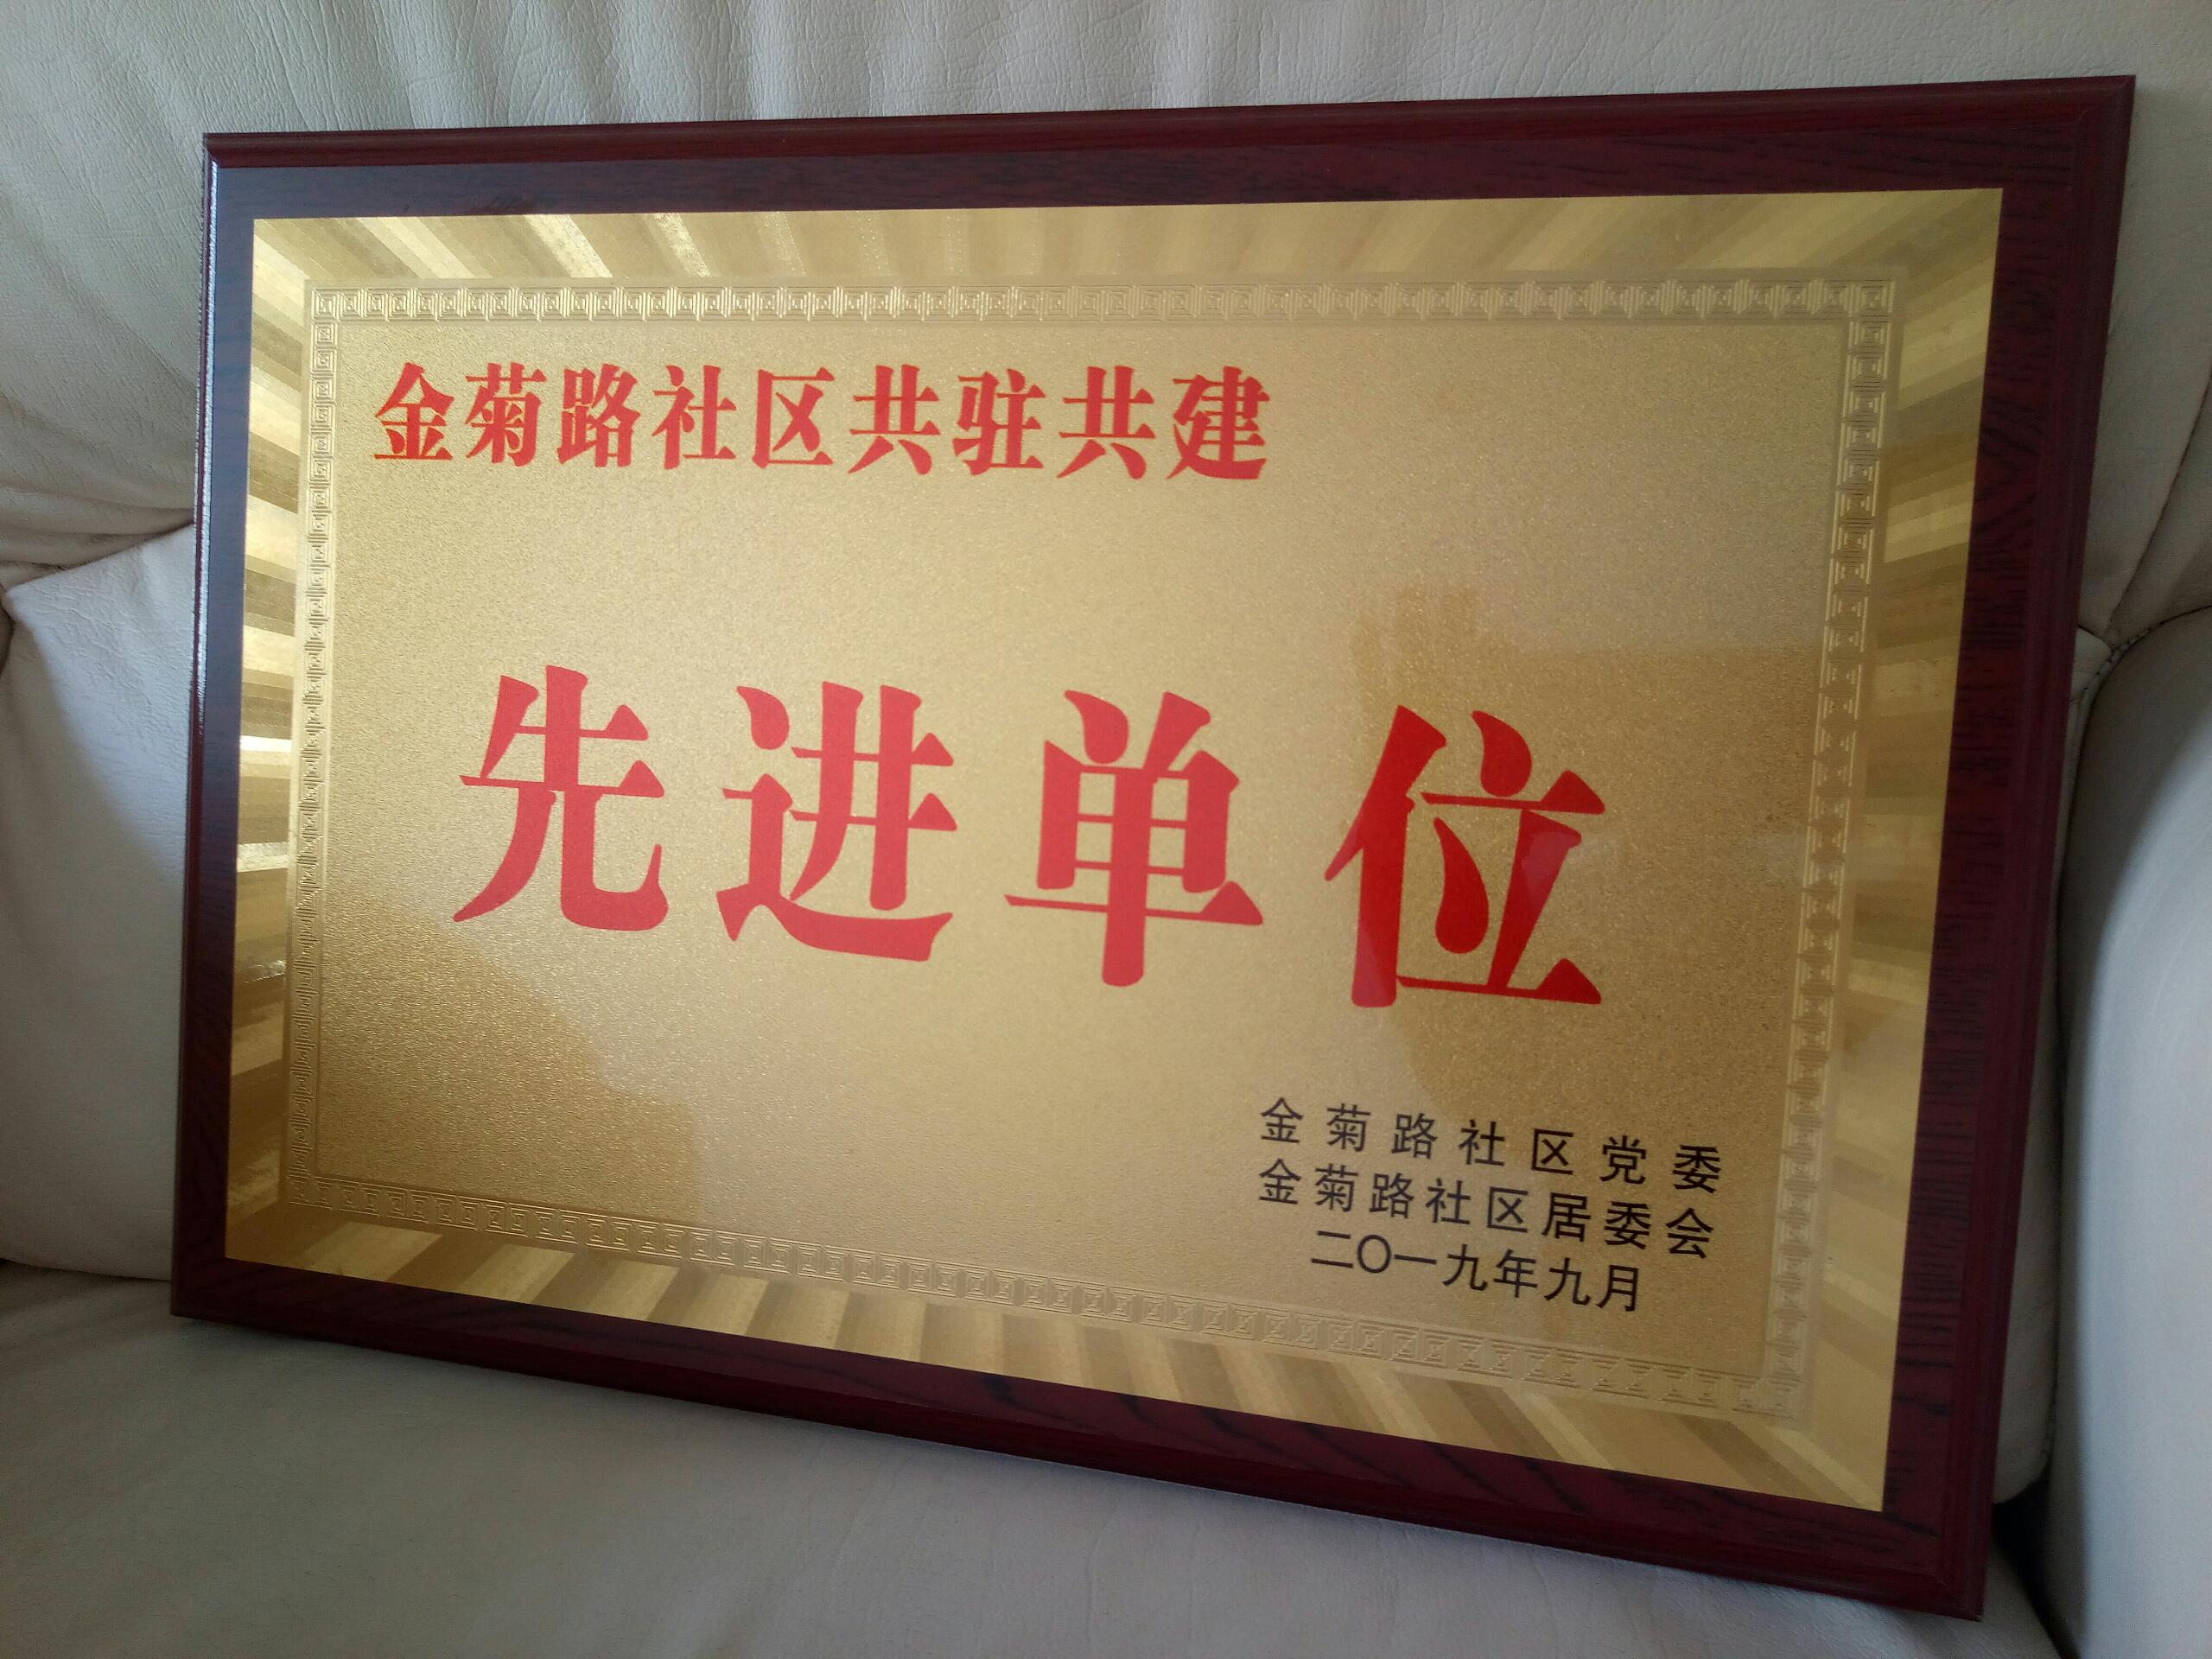 金菊路社区共驻共建
先进单位
金菊路社区党委
金菊路社区居委会
二〇一九年九月